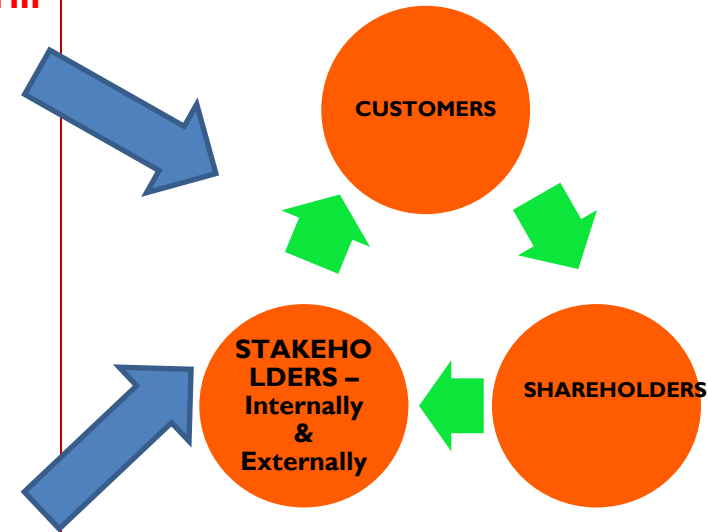 CUSTOMERS
STAKEHO
LDERS –
Internally
&
Externally
SHAREHOLDERS